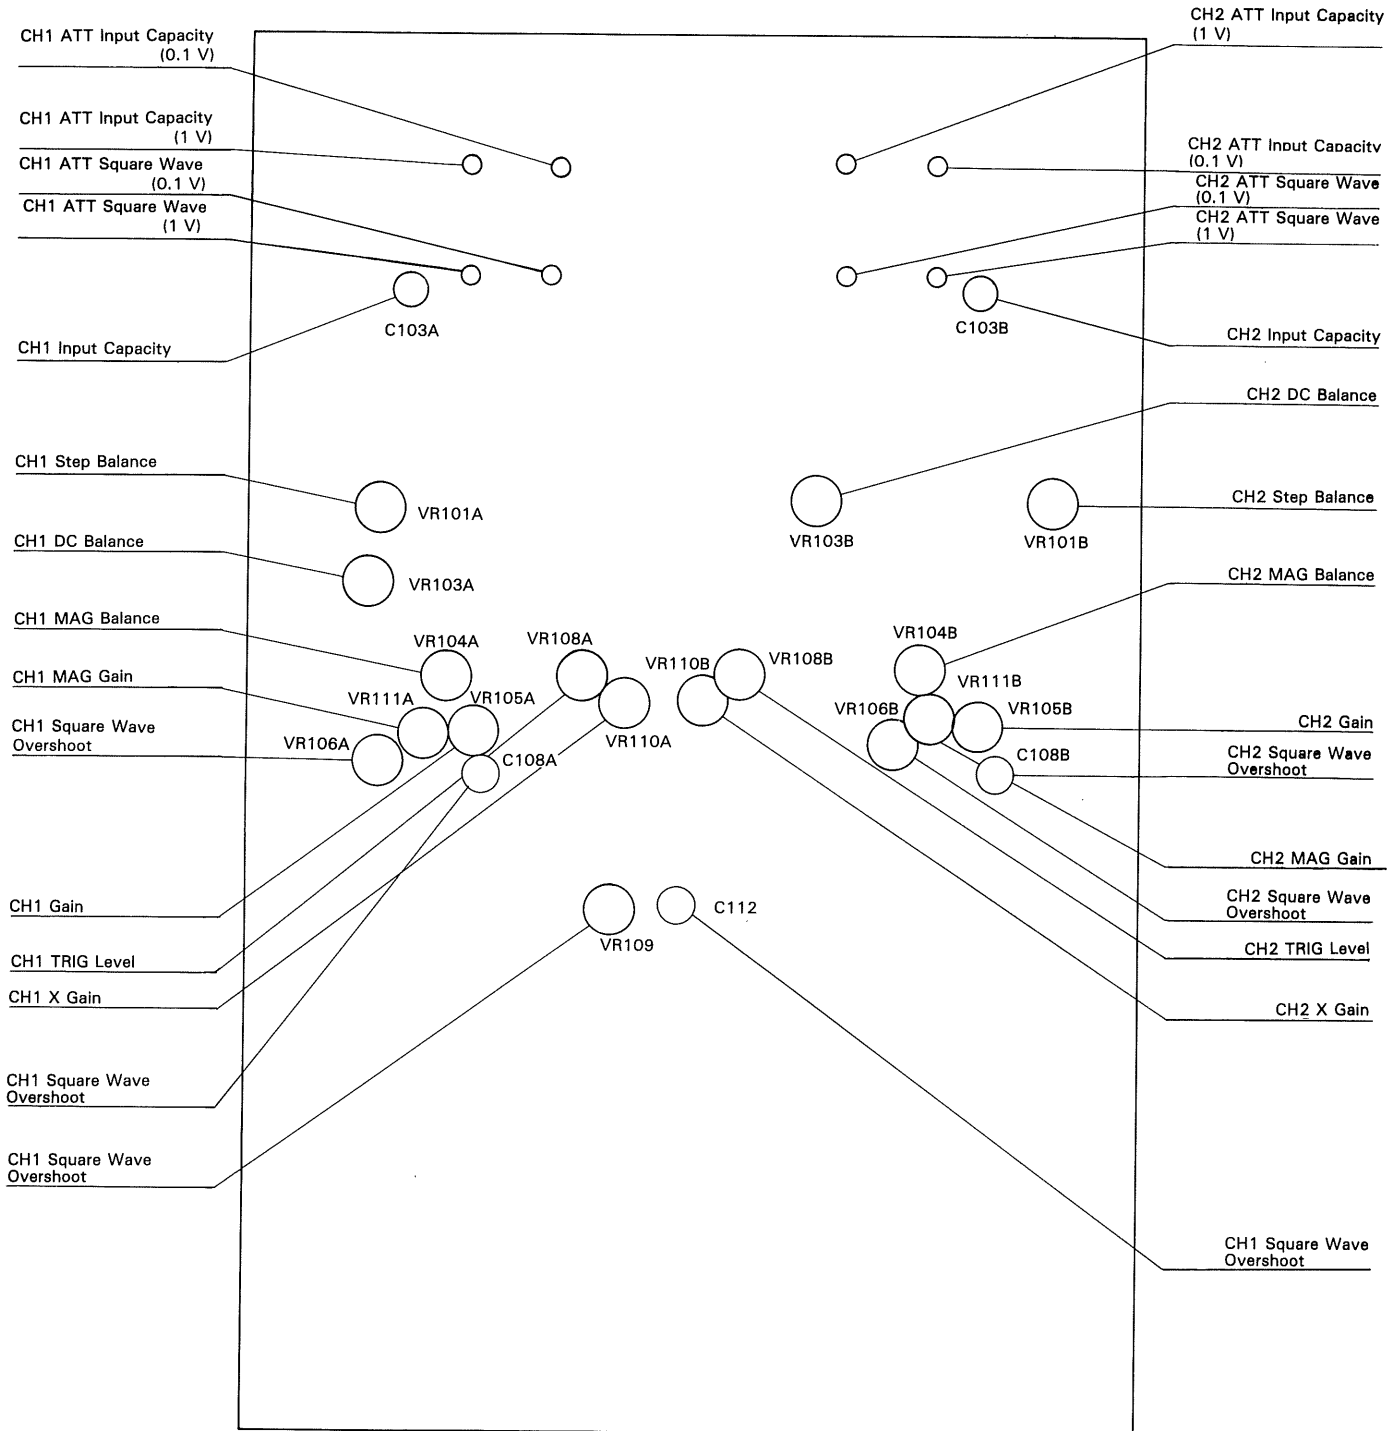 CH1 ATT Input Capacity
(0.1 V)
CH1 ATT Input Capacity
(1 V)
CH1 ATT Square Wave
(0.1 V)
CH1 ATT Square Wave
(1 V)
CH1 Input Capacity
CH1 Step Balance
CH1 DC Balance
CH1 MAG Balance
CH1 MAG Gain
CH1 Square Wave
Overshoot
CH1 Gain
CH1 TRIG Level
CH1 X Gain
CH1 Square Wave
Overshoot
CH1 Square Wave
Overshoot
C103A
C103B
VR101A
VR103B
VR101B
VR103A
VR104A
VR108A
VR110B
VR108B
VR104B
VR111A
VR105A
VR111B
VR106B
VR105B
VR106A
VR110A
C108A
C108B
VR109
C112
CH2 ATT Input Capacity
(1 V)
CH2 ATT Input Capacity
(0.1 V)
CH2 ATT Square Wave
(0.1 V)
CH2 ATT Square Wave
(1 V)
CH2 Input Capacity
CH2 DC Balance
CH2 Step Balance
CH2 MAG Balance
CH2 Gain
CH2 Square Wave
Overshoot
CH2 MAG Gain
CH2 Square Wave
Overshoot
CH2 TRIG Level
CH2 X Gain
CH1 Square Wave
Overshoot